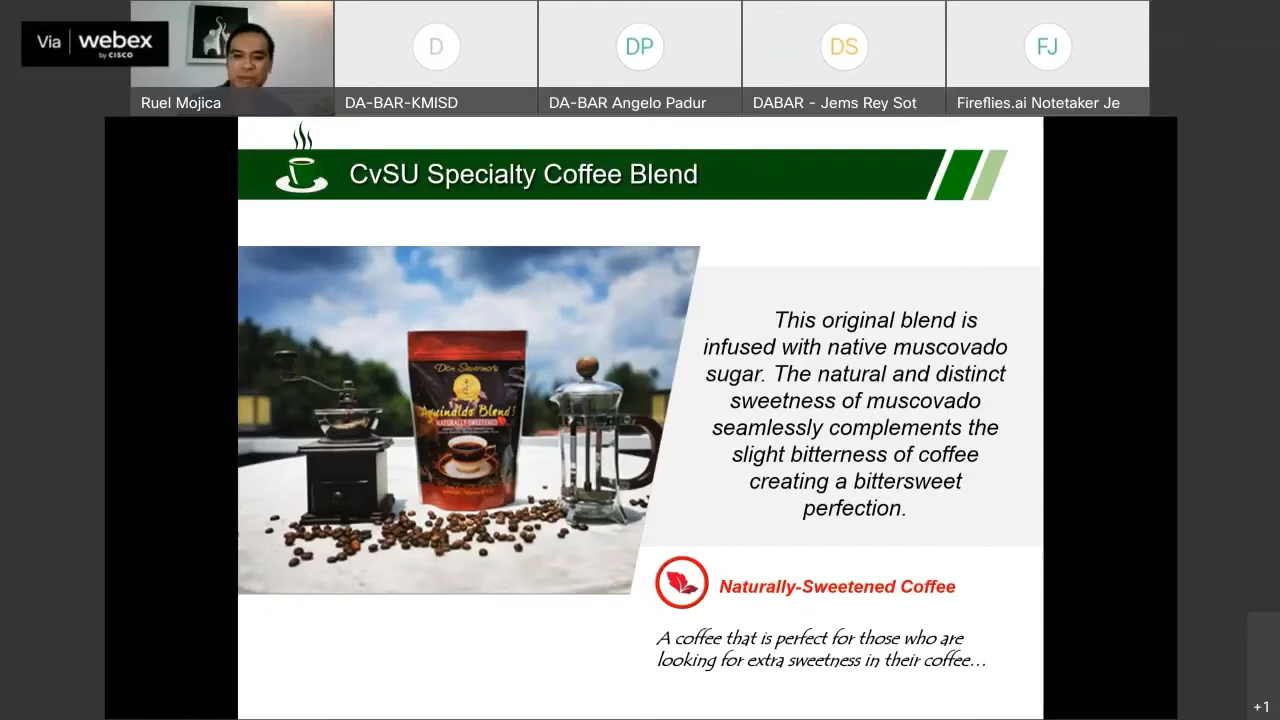 Via webex
by CISCO
D
DP
DS
FJ
Ruel Mojica
DA-BAR-KMISD
DA-BAR Angelo Padur
DABAR - Jems Rey Sot
Fireflies.ai Notetaker Je
CvSU Specialty Coffee Blend
Don Severino's
Aguinaldo Blend
NATURALLY SWEETENED
This original blend is
infused with native muscovado
sugar. The natural and distinct
sweetness of muscovado
seamlessly complements the
slight bitterness of coffee
creating a bittersweet
perfection.
Naturally-Sweetened Coffee
A coffee that is perfect for those who are
looking for extra sweetness in their coffee...
+1